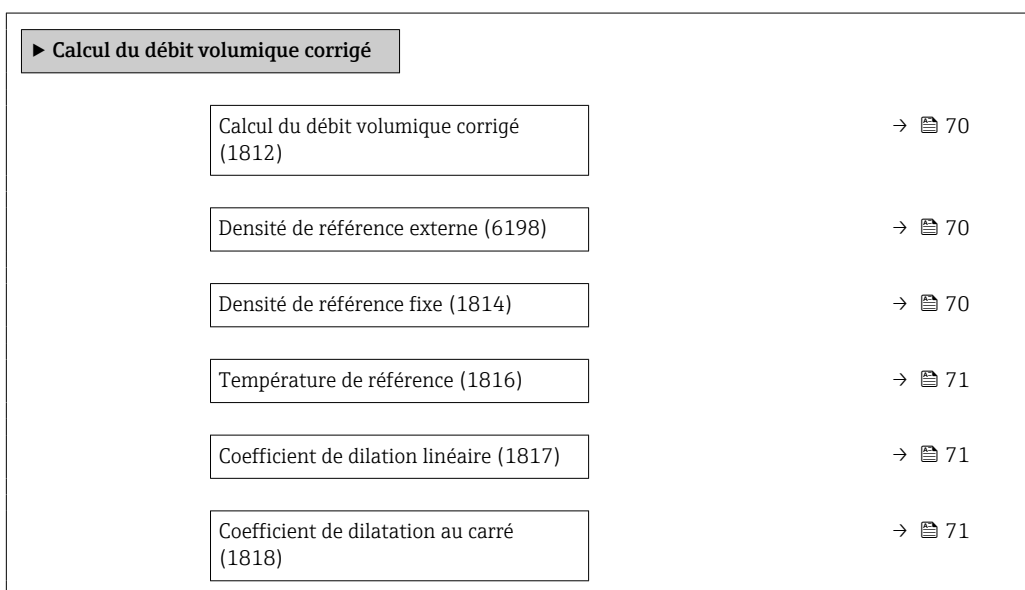 ▶ Calcul du débit volumique corrigé
Calcul du débit volumique corrigé
(1812)
→ 70
Densité de référence externe (6198)
→ 70
Densité de référence fixe (1814)
→ 70
Température de référence (1816)
→ 71
Coefficient de dilation linéaire (1817)
→ 71
Coefficient de dilatation au carré
(1818)
→ 71